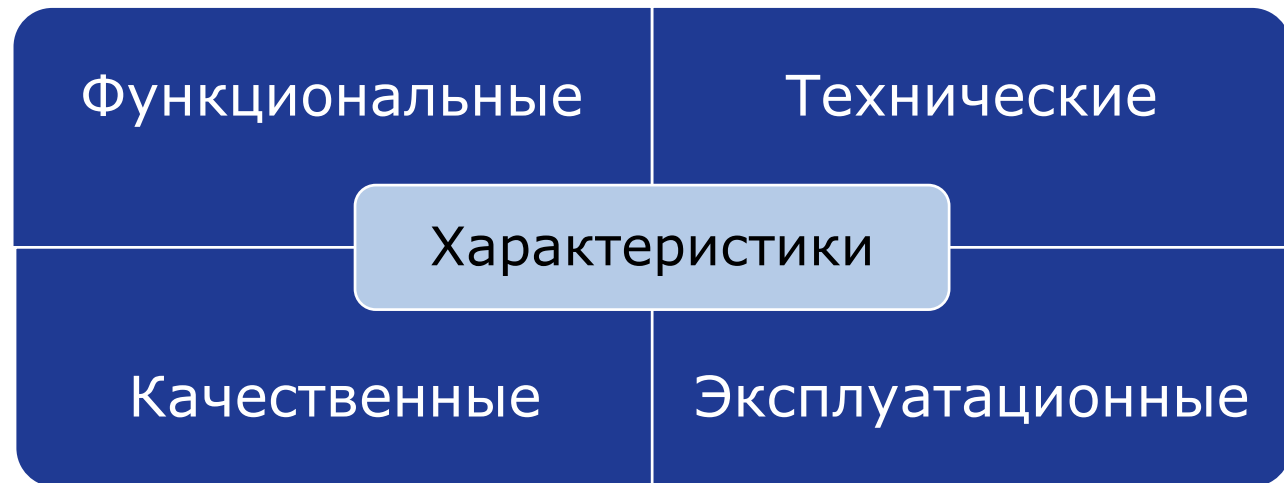 Функциональные
Технические
Характеристики
Качественные
Эксплуатационные